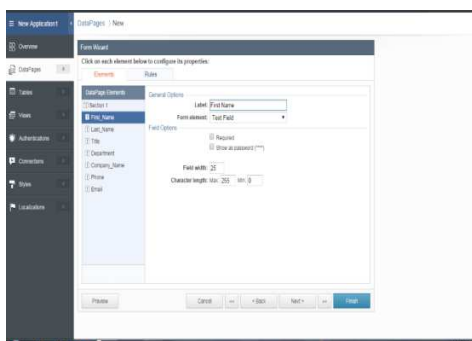 New Application1
DataPages | New
Overview
DataPages 4
Tables
Views
Authentications
Connections
Styles
Localizations
Form Wizard
Click on each element below to configure its properties:
Elements Rules
DataPage Elements
Section 1
First_Name
Last_Name
Title
Department
Company_Name
Phone
Email
General Options
Label: First Name
Form element: Text Field
Field Options
Required
Show as password (****)
Field width: 25
Character length: Max: 255 Min: 0
Preview Cancel < Back Next > Finish